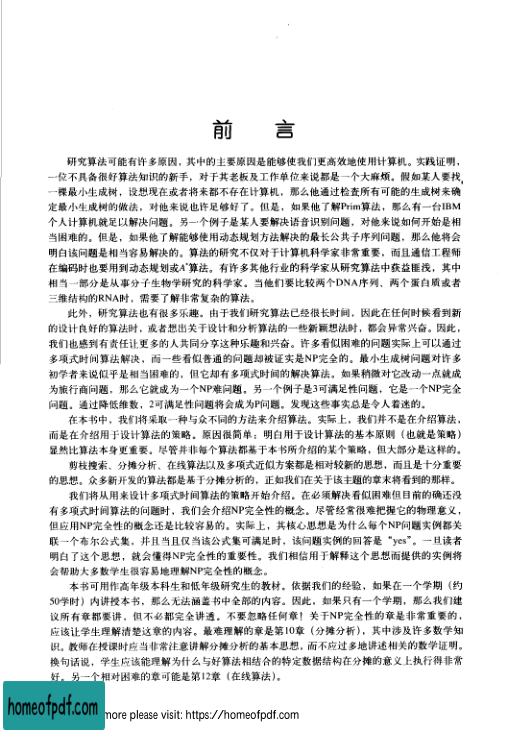 前 言
研究算法可能有许多原因，其中的主要原因是能够使我们更高效地使用计算机。实践证明，
一位不具备很好算法知识的新手，对于其老板及工作单位来说都是一个大麻烦。假如某人要找
一棵最小生成树，设想现在或者将来都不存在计算机，那么他通过检查所有可能的生成树来确
定最小生成树的做法，对他来说也许足够好了。但是，如果他了解Prim算法，那么有一台IBM
个人计算机就足以解决问题。另一个例子是某人要解决语音识别问题，对他来说如何开始是相
当困难的。但是，如果他了解能够使用动态规划方法解决的最长公共子序列问题，那么他将会
明白该问题是相当容易解决的。算法的研究不仅对于计算机科学家非常重要，而且通信工程师
在编码时也要用到动态规划或A*算法。有许多其他行业的科学家从研究算法中获益匪浅，其中
相当一部分是从事分子生物学研究的科学家。当他们要比较两个DNA序列、两个蛋白质或者
三维结构的RNA时，需要了解非常复杂的算法。
此外，研究算法也有很多乐趣。由于我们研究算法已经很长时间，因此在任何时候看到新
的设计良好的算法时，或者想出关于设计和分析算法的一些新颖想法时，都会异常兴奋。因此，
我们也感到有责任让更多的人共同分享这种乐趣和兴奋。许多看似困难的问题实际上可以通过
多项式时间算法解决，而一些看似普通的问题却被证实是NP完全的。最小生成树问题对许多
初学者来说似乎是相当困难的，但它却有多项式时间的解决算法。如果稍微对它改动一点就成
为旅行商问题，那么它就成为一个NP难问题。另一个例子是3可满足性问题，它是一个NP完全
问题。通过降低维数，2可满足性问题将会成为P问题。发现这些事实总是令人着迷的。
在本书中，我们将采取一种与众不同的方法来介绍算法。实际上，我们并不是在介绍算法，
而是在介绍用于设计算法的策略。原因很简单：明白用于设计算法的基本原则（也就是策略）
显然比算法本身更重要。尽管并非每个算法都基于本书所介绍的某个策略，但大部分是这样的。
剪枝搜索、分摊分析、在线算法以及多项式近似方案都是相对较新的思想，而且是十分重要
的思想。众多新开发的算法都是基于分摊分析的，正如我们在关于该主题的章末将看到的那样。
我们将从用来设计多项式时间算法的策略开始介绍。在必须解决看似困难但目前的确还没
有多项式时间算法的问题时，我们会介绍NP完全性的概念。尽管经常很难把握它的物理意义，
但应用NP完全性的概念还是比较容易的。实际上，其核心思想是为什么每个NP问题实例都关
联一个布尔公式集，并且当且仅当该公式集可满足时，该问题实例的回答是“yes”。一旦读者
明白了这个思想，就会懂得NP完全性的重要性。我们相信用于解释这个思想而提供的实例将
会帮助大多数学生很容易地理解NP完全性的概念。
本书可用作高年级本科生和低年级研究生的教材。依据我们的经验，如果在一个学期（约
50学时）内讲授本书，那么无法涵盖书中全部的内容。因此，如果只有一个学期，那么我们建
议所有章都要讲，但不必都完全讲透。不要忽略任何章！关于NP完全性的章是非常重要的，
应该让学生理解清楚这章的内容。最难理解的章是第10章（分摊分析），其中涉及许多数学知
识。教师在授课时应当非常注意讲解分摊分析的基本思想，而不应过多地讲述相关的数学证明。
换句话说，学生应该能理解为什么与好算法相结合的特定数据结构在分摊的意义上执行得非常
好。另一个相对困难的章可能是第12章（在线算法）。
homeofpdf.com
more please visit: https://homeofpdf.com